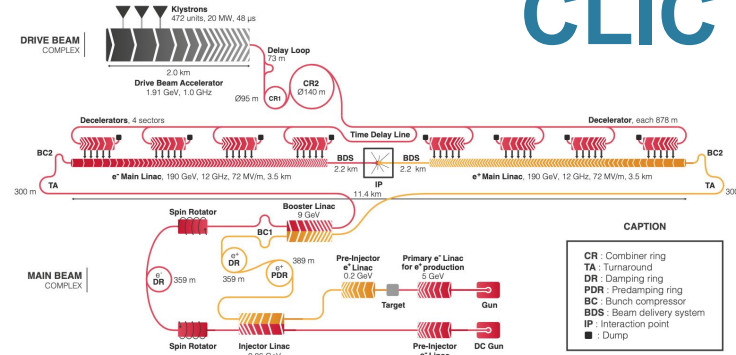 CLIC
Klystrons
472 units, 20 MW, 48 μs
DRIVE BEAM
COMPLEX
Delay Loop
73 m
2.0 km
Drive Beam Accelerator
1.91 GeV, 1.0 GHz
CR2
Ø140 m
Ø95 m
CR1
Decelerators, 4 sectors
Time Delay Line
Decelerator, each 878 m
BC2
BDS
2.2 km
BDS
2.2 km
BC2
e⁻ Main Linac, 190 GeV, 12 GHz, 72 MV/m, 3.5 km
IP
e⁺ Main Linac, 190 GeV, 12 GHz, 72 MV/m, 3.5 km
TA
300 m
11.4 km
TA
300
Booster Linac
9 GeV
Spin Rotator
BC1
CAPTION
CR : Combiner ring
TA : Turnaround
DR : Damping ring
PDR : Predamping ring
BC : Bunch compressor
BDS : Beam delivery system
IP : Interaction point
: Dump
MAIN BEAM
COMPLEX
e⁻
DR
359 m
e⁺
DR
359 m
e⁺
PDR
389 m
Pre-Injector
e⁺ Linac
0.2 GeV
Primary e⁻ Linac
for e⁺ production
5 GeV
Target
Gun
Spin Rotator
Injector Linac
Pre-Injector
DC Gun